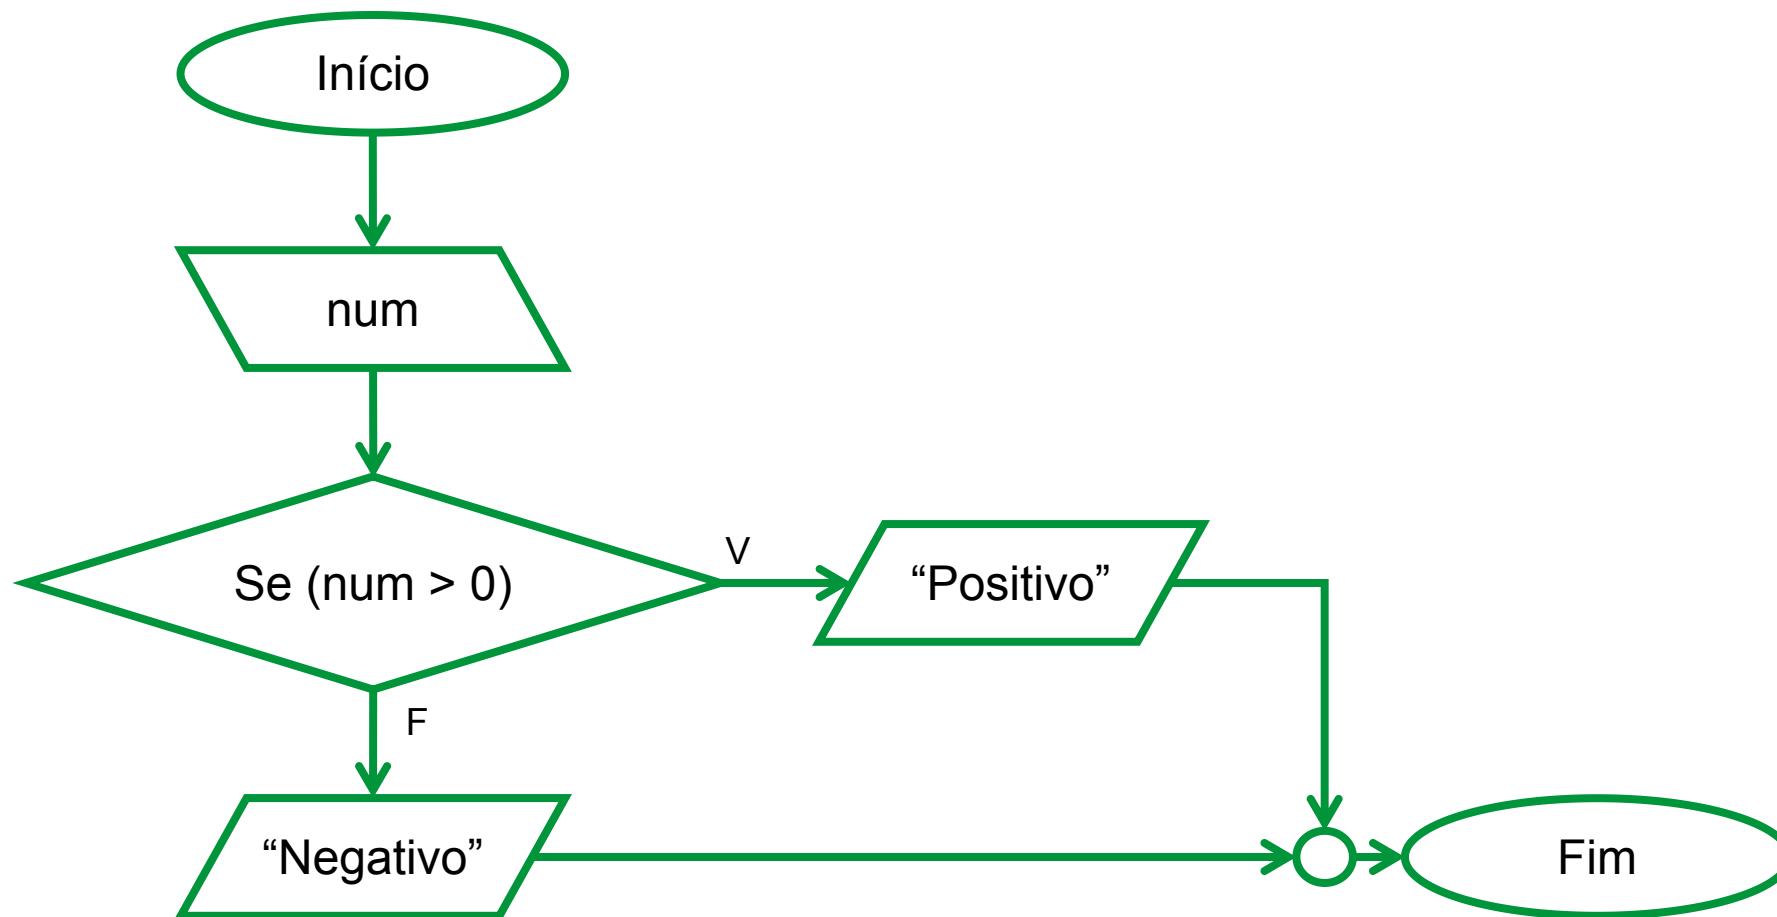 Início
num
Se (num > 0)
V
“Positivo”
F
“Negativo”
Fim